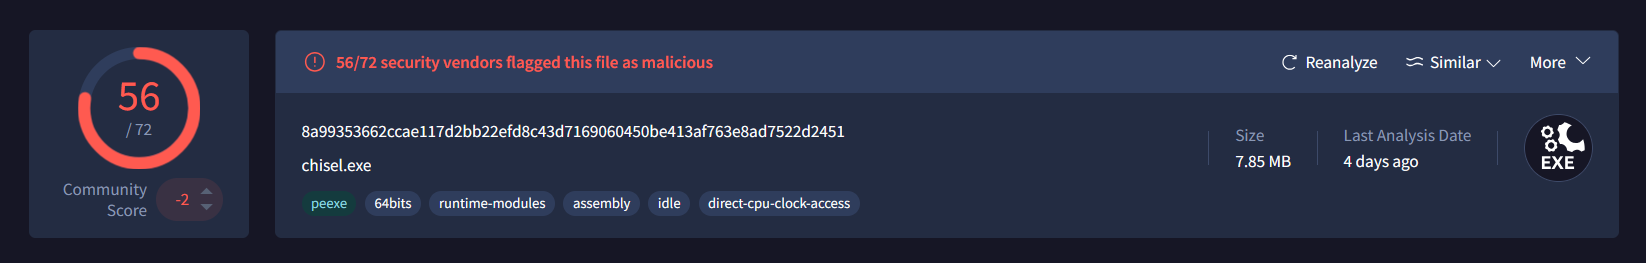 56
/ 72
Community
Score
-2
56/72 security vendors flagged this file as malicious
Reanalyze
Similar
More
8a99353662ccae117d2bb22efd8c43d7169060450be413af763e8ad7522d2451
chisel.exe
peexe
64bits
runtime-modules
assembly
idle
direct-cpu-clock-access
Size
7.85 MB
Last Analysis Date
4 days ago
EXE